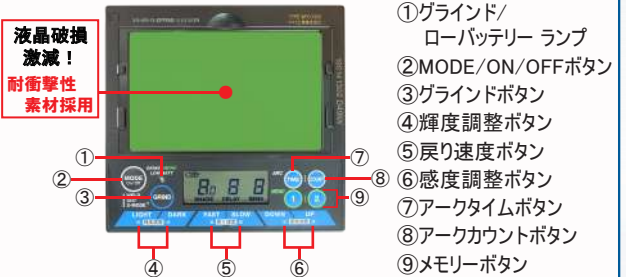 液晶破損
激減！
耐衝撃性
素材採用
①グラインド/
ローバッテリー ランプ
②MODE/ON/OFFボタン
③グラインドボタン
④輝度調整ボタン
⑤戻り速度ボタン
⑥感度調整ボタン
⑦アークタイムボタン
⑧アークカウントボタン
⑨メモリーボタン
①
②
③
④
⑤
⑥
⑦
⑧
⑨
MODE
GRIND
TIME
COUNT
1
2
SHADE DELAY SENS
LIGHT DARK FAST SLOW DOWN UP